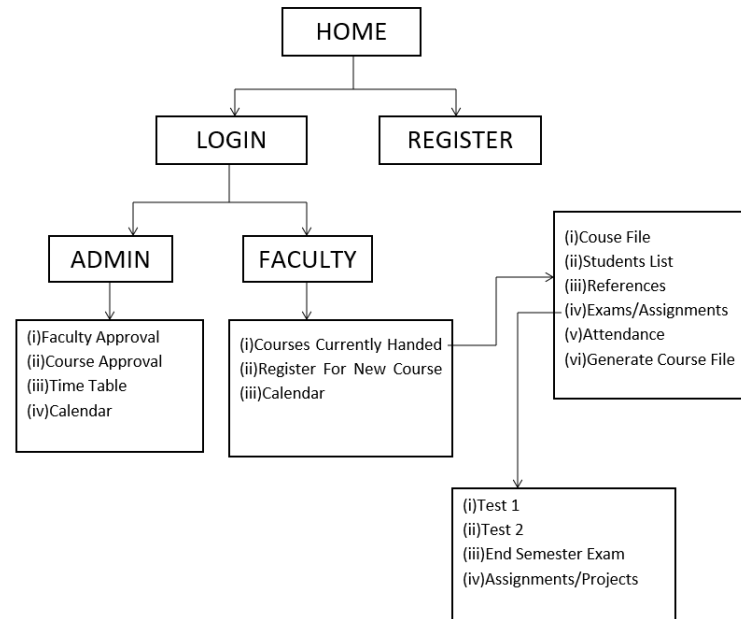 HOME
LOGIN
REGISTER
ADMIN
FACULTY
(i)Faculty Approval
(ii)Course Approval
(iii)Time Table
(iv)Calendar
(i)Courses Currently Handed
(ii)Register For New Course
(iii)Calendar
(i)Couse File
(ii)Students List
(iii)References
(iv)Exams/Assignments
(v)Attendance
(vi)Generate Course File
(i)Test 1
(ii)Test 2
(iii)End Semester Exam
(iv)Assignments/Projects